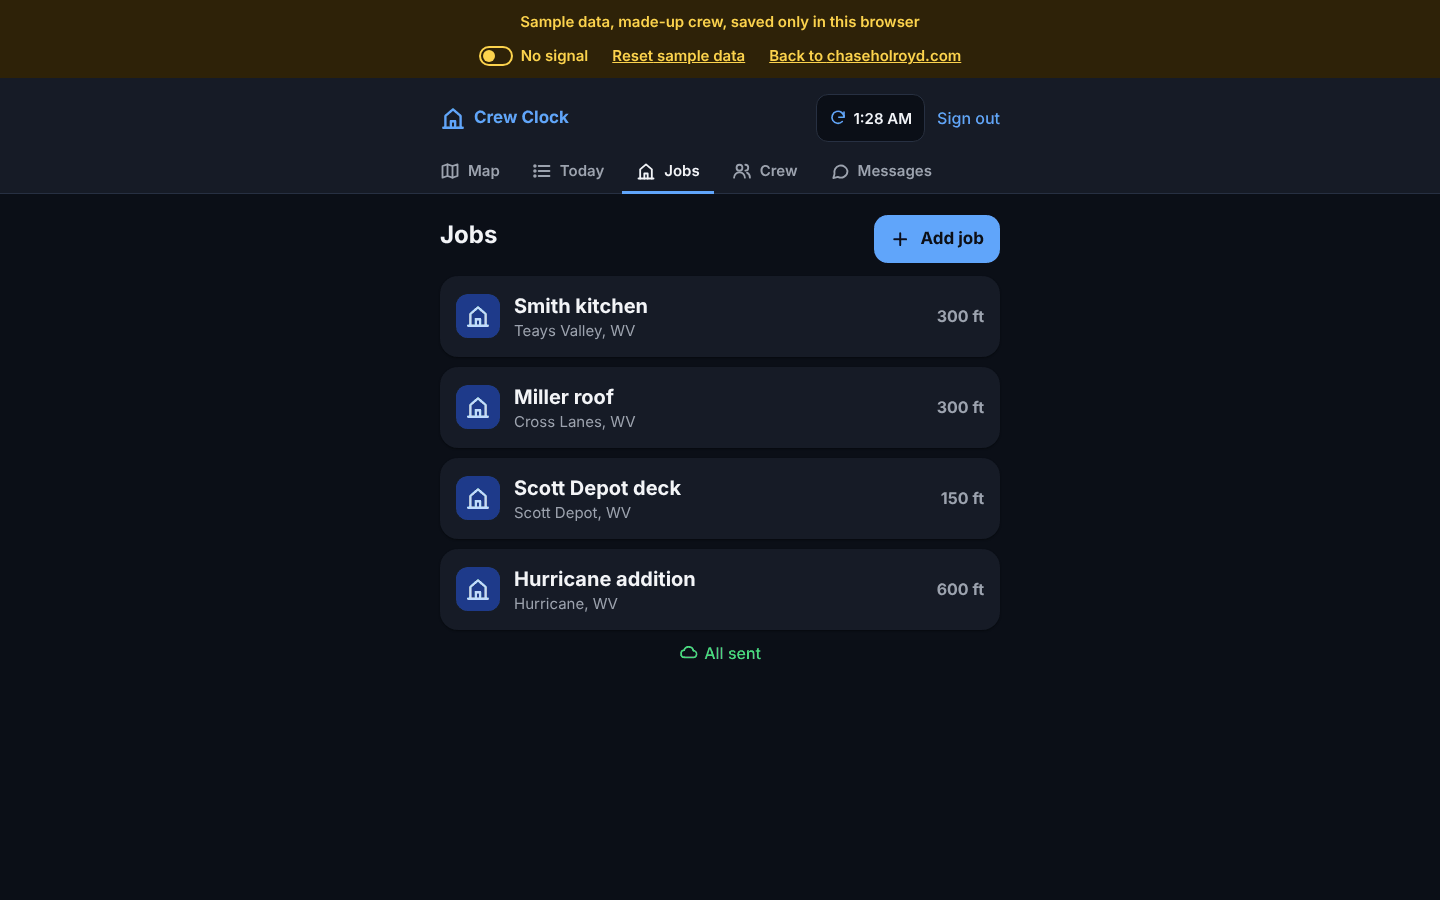 Sample data, made-up crew, saved only in this browser
No signal Reset sample data Back to chaseholroyd.com
Crew Clock 1:28 AM Sign out
Map Today Jobs Crew Messages
Jobs Add job
Smith kitchen
Teays Valley, WV
300 ft
Miller roof
Cross Lanes, WV
300 ft
Scott Depot deck
Scott Depot, WV
150 ft
Hurricane addition
Hurricane, WV
600 ft
All sent